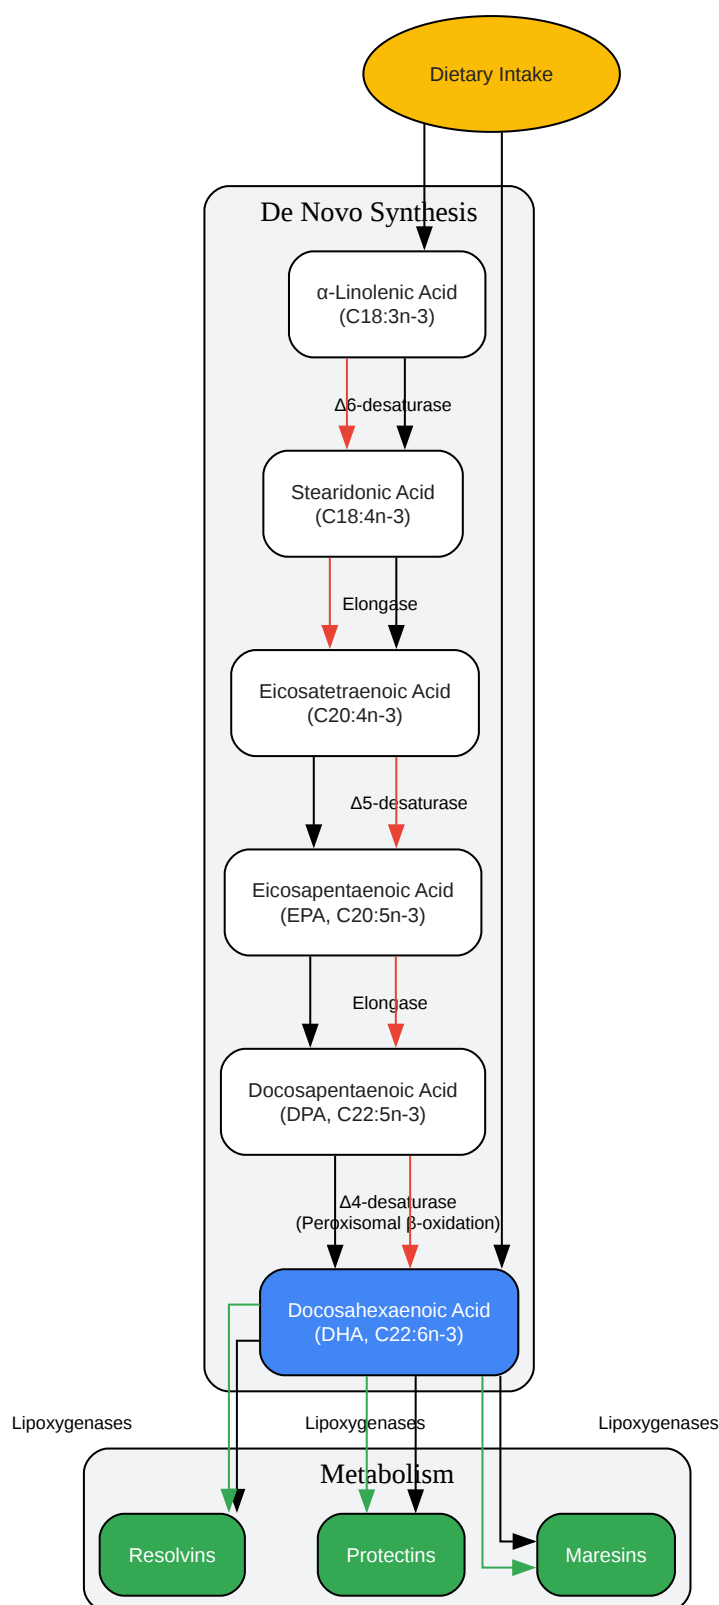 Dietary Intake
De Novo Synthesis
α-Linolenic Acid
(C18:3n-3)
Δ6-desaturase
Stearidonic Acid
(C18:4n-3)
Elongase
Eicosatetraenoic Acid
(C20:4n-3)
Δ5-desaturase
Eicosapentaenoic Acid
(EPA, C20:5n-3)
Elongase
Docosapentaenoic Acid
(DPA, C22:5n-3)
Δ4-desaturase
(Peroxisomal β-oxidation)
Docosahexaenoic Acid
(DHA, C22:6n-3)
Lipoxygenases
Lipoxygenases
Lipoxygenases
Metabolism
Resolvins
Protectins
Maresins